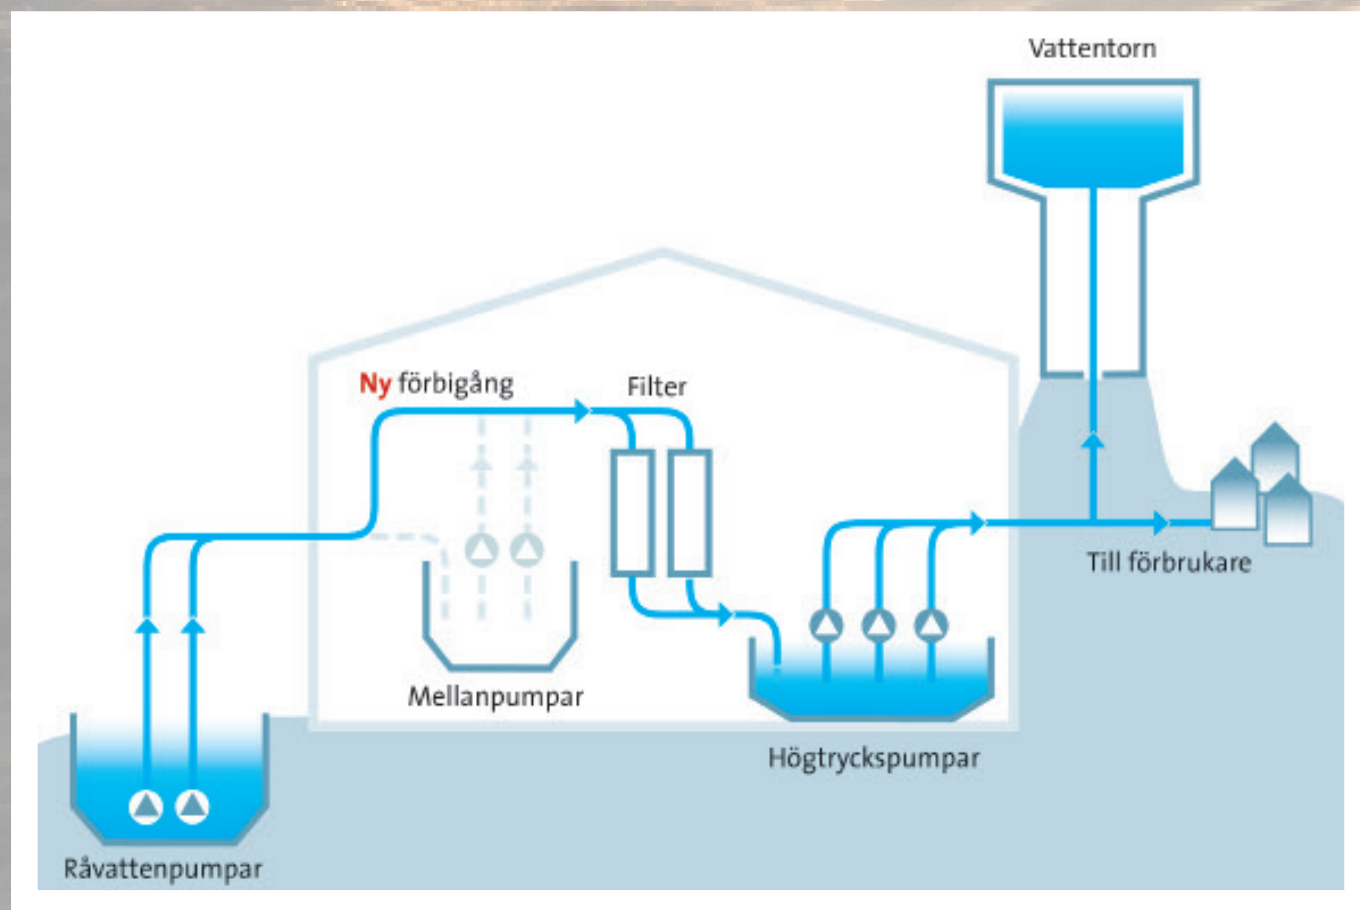 Vattentorn
Ny förbigång
Filter
Till förbrukare
Mellanpumpar
Högtryckspumpar
Råvattenpumpar